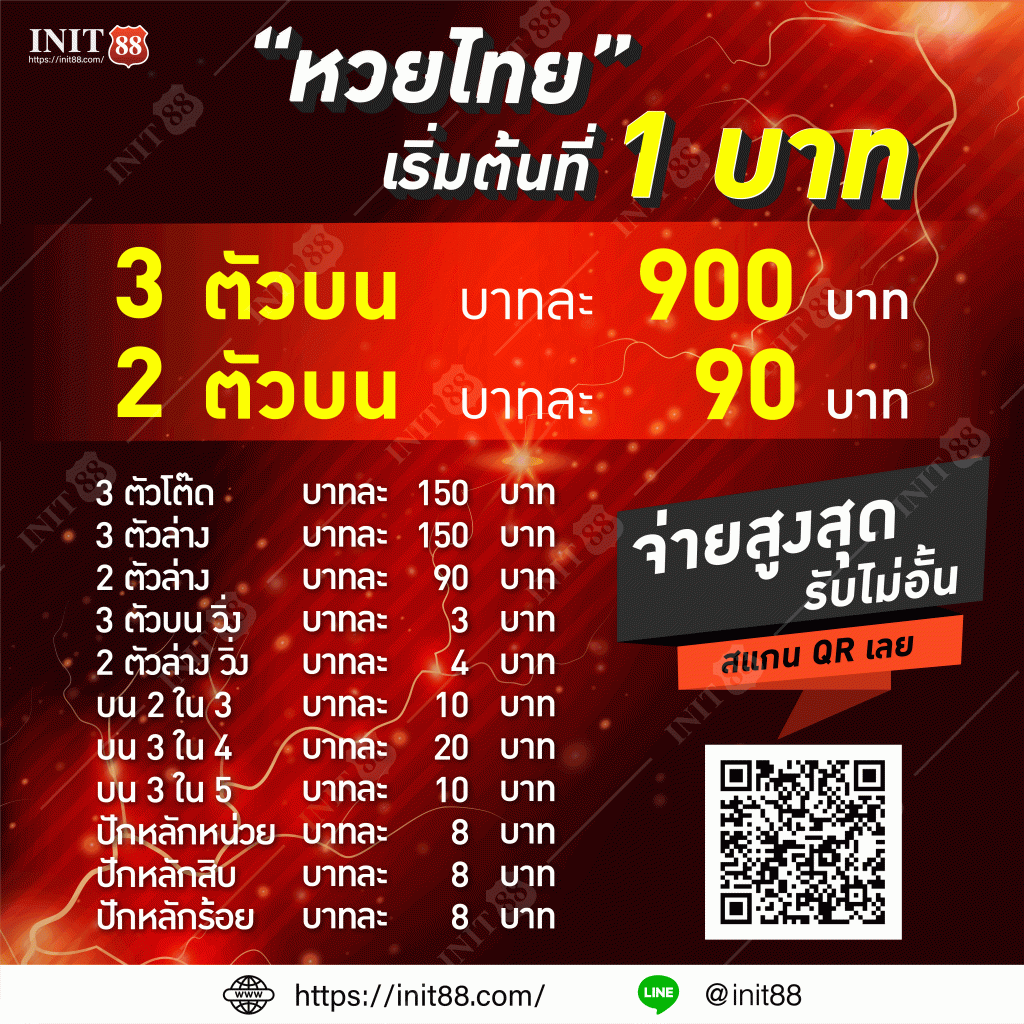 INIT 88
https://init88.com/
“หวยไทย”
เริ่มต้นที่ 1 บาท
3 ตัวบน บาทละ 900 บาท
2 ตัวบน บาทละ 90 บาท
3 ตัวโต๊ด บาทละ 150 บาท
3 ตัวล่าง บาทละ 150 บาท
2 ตัวล่าง บาทละ 90 บาท
3 ตัวบน วิ่ง บาทละ 3 บาท
2 ตัวล่าง วิ่ง บาทละ 4 บาท
บน 2 ใน 3 บาทละ 10 บาท
บน 3 ใน 4 บาทละ 20 บาท
บน 3 ใน 5 บาทละ 10 บาท
ปักหลักหน่วย บาทละ 8 บาท
ปักหลักสิบ บาทละ 8 บาท
ปักหลักร้อย บาทละ 8 บาท
จ่ายสูงสุด
รับไม่อั้น
สแกน QR เลย
WWW https://init88.com/
LINE @init88